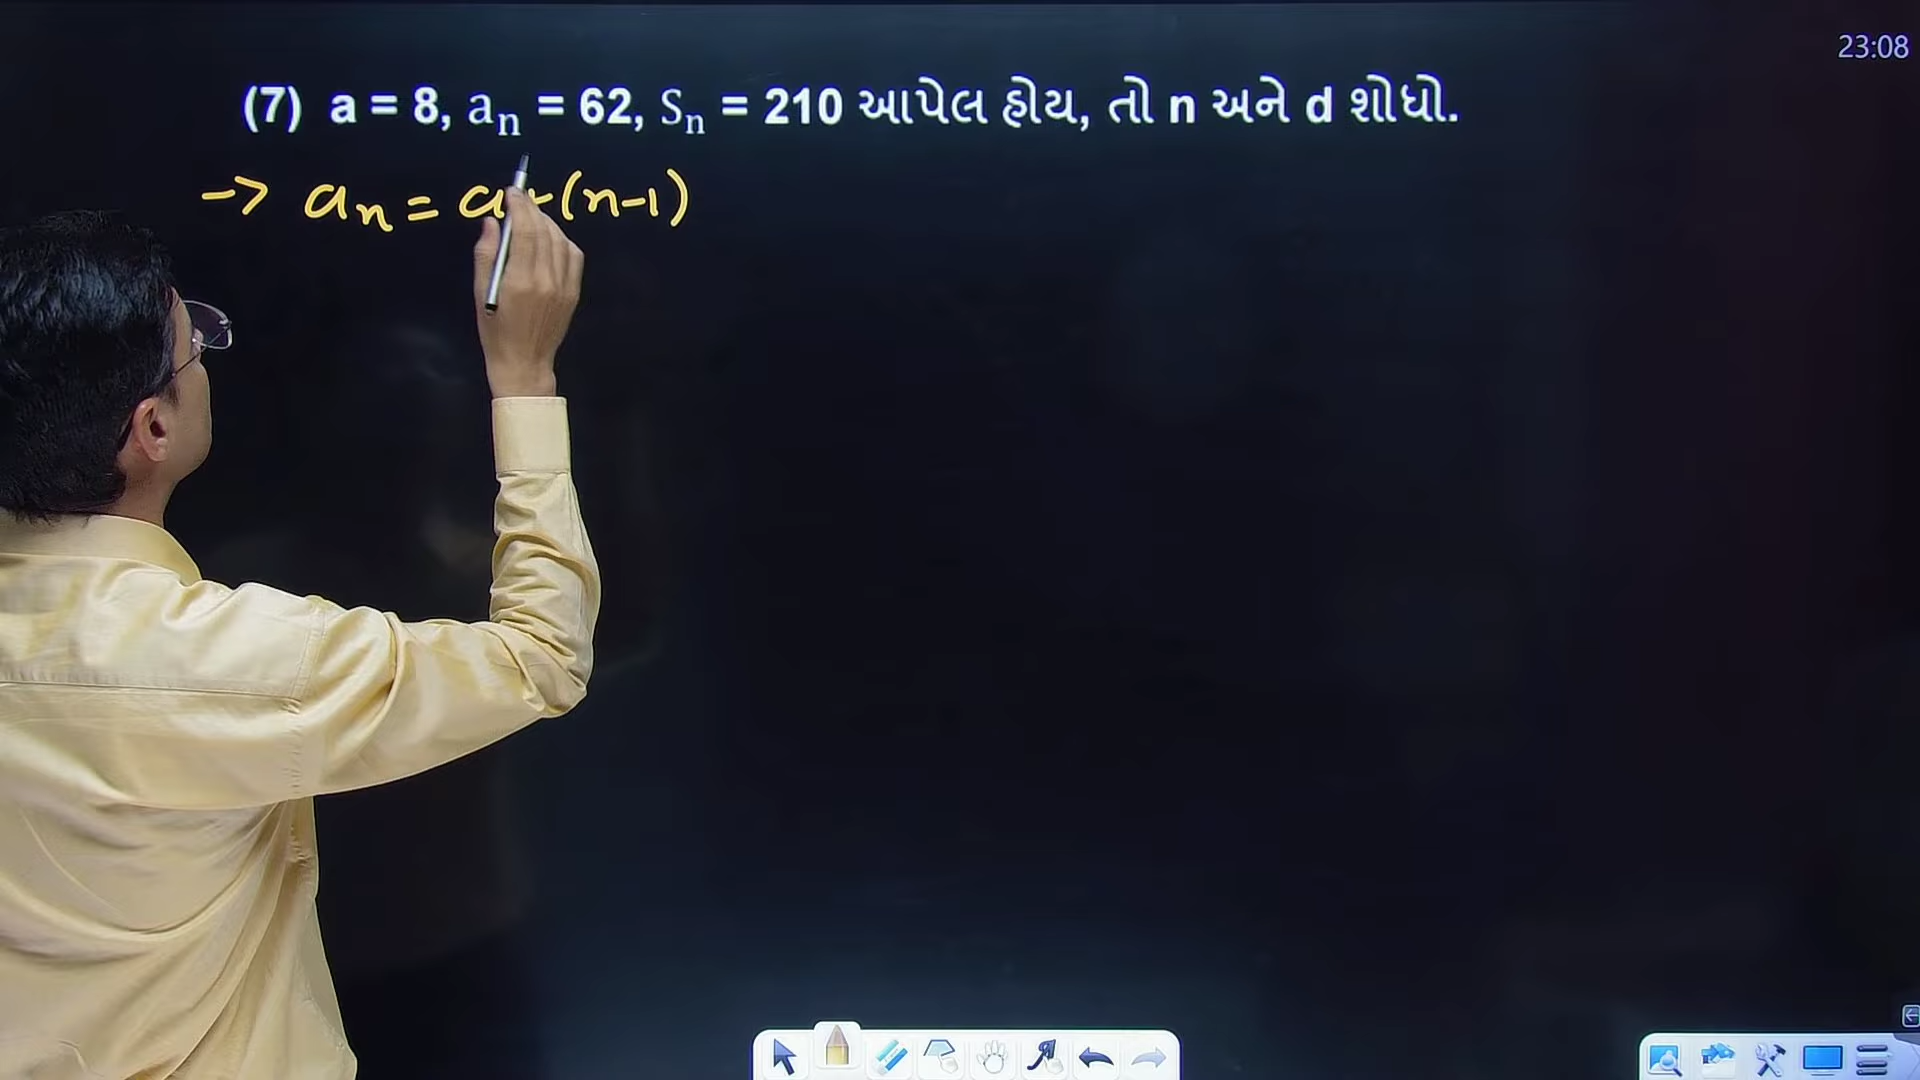 23:08
(7) a = 8, aₙ = 62, Sₙ = 210 આપેલ હોય, તો n અને d શોધો.
-> aₙ = a + (n-1)